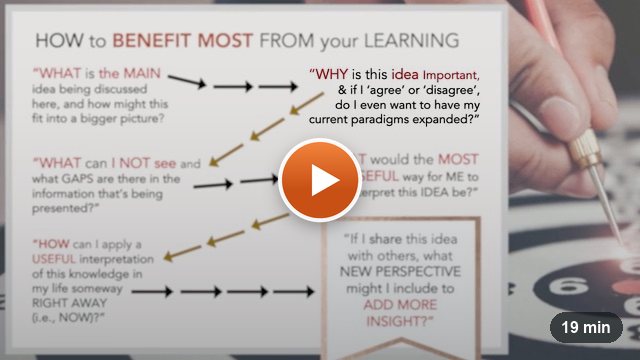 HOW to BENEFIT MOST FROM your LEARNING
"WHAT is the MAIN
idea being discussed
here, and how might this
fit into a bigger picture?
"WHY is this idea Important,
& if I 'agree' or 'disagree',
do I even want to have my
current paradigms expanded?"
"WHAT can I NOT see and
what GAPS are there in the
information that's being
presented?"
would the MOST
way for ME to
this IDEA be?"
"HOW can I apply a
USEFUL interpretation
of this knowledge in
my life someway
RIGHT AWAY
(i.e., NOW)?"
"If I share this idea
with others, what
NEW PERSPECTIVE
might I include to
ADD MORE
INSIGHT?"
6
6
19 min